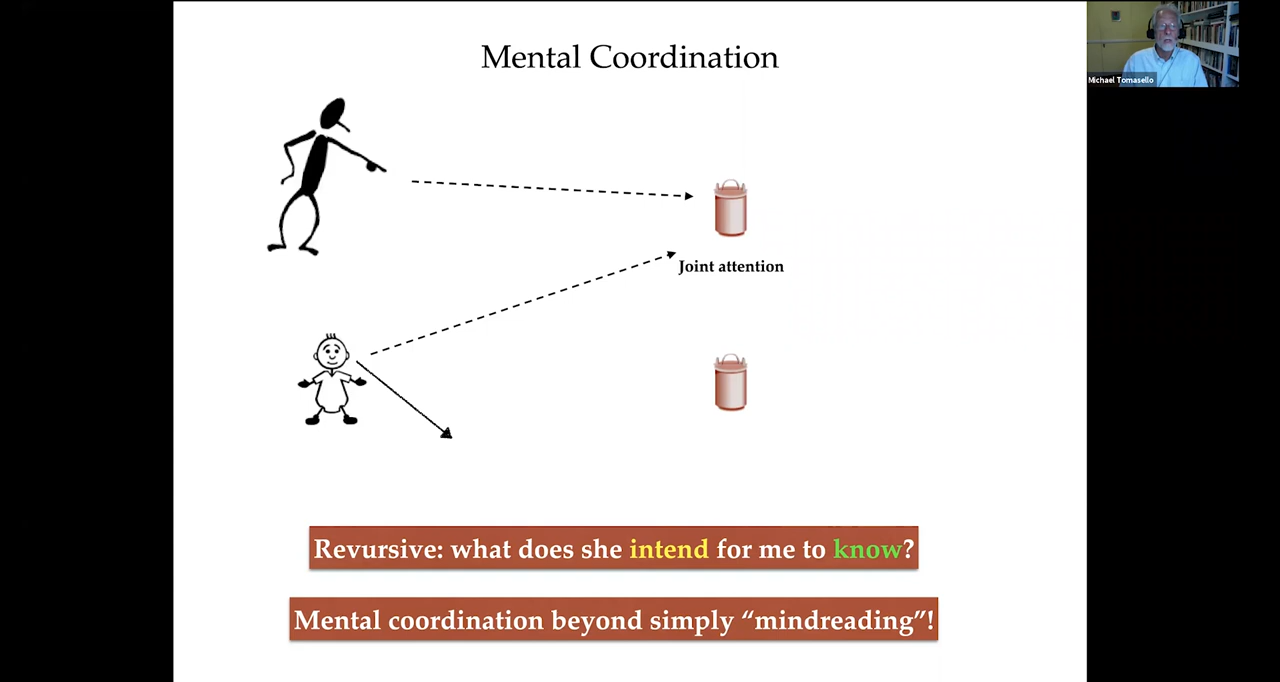 Mental Coordination
Michael Tomasello
Joint attention
Revursive: what does she intend for me to know?
Mental coordination beyond simply “mindreading”!